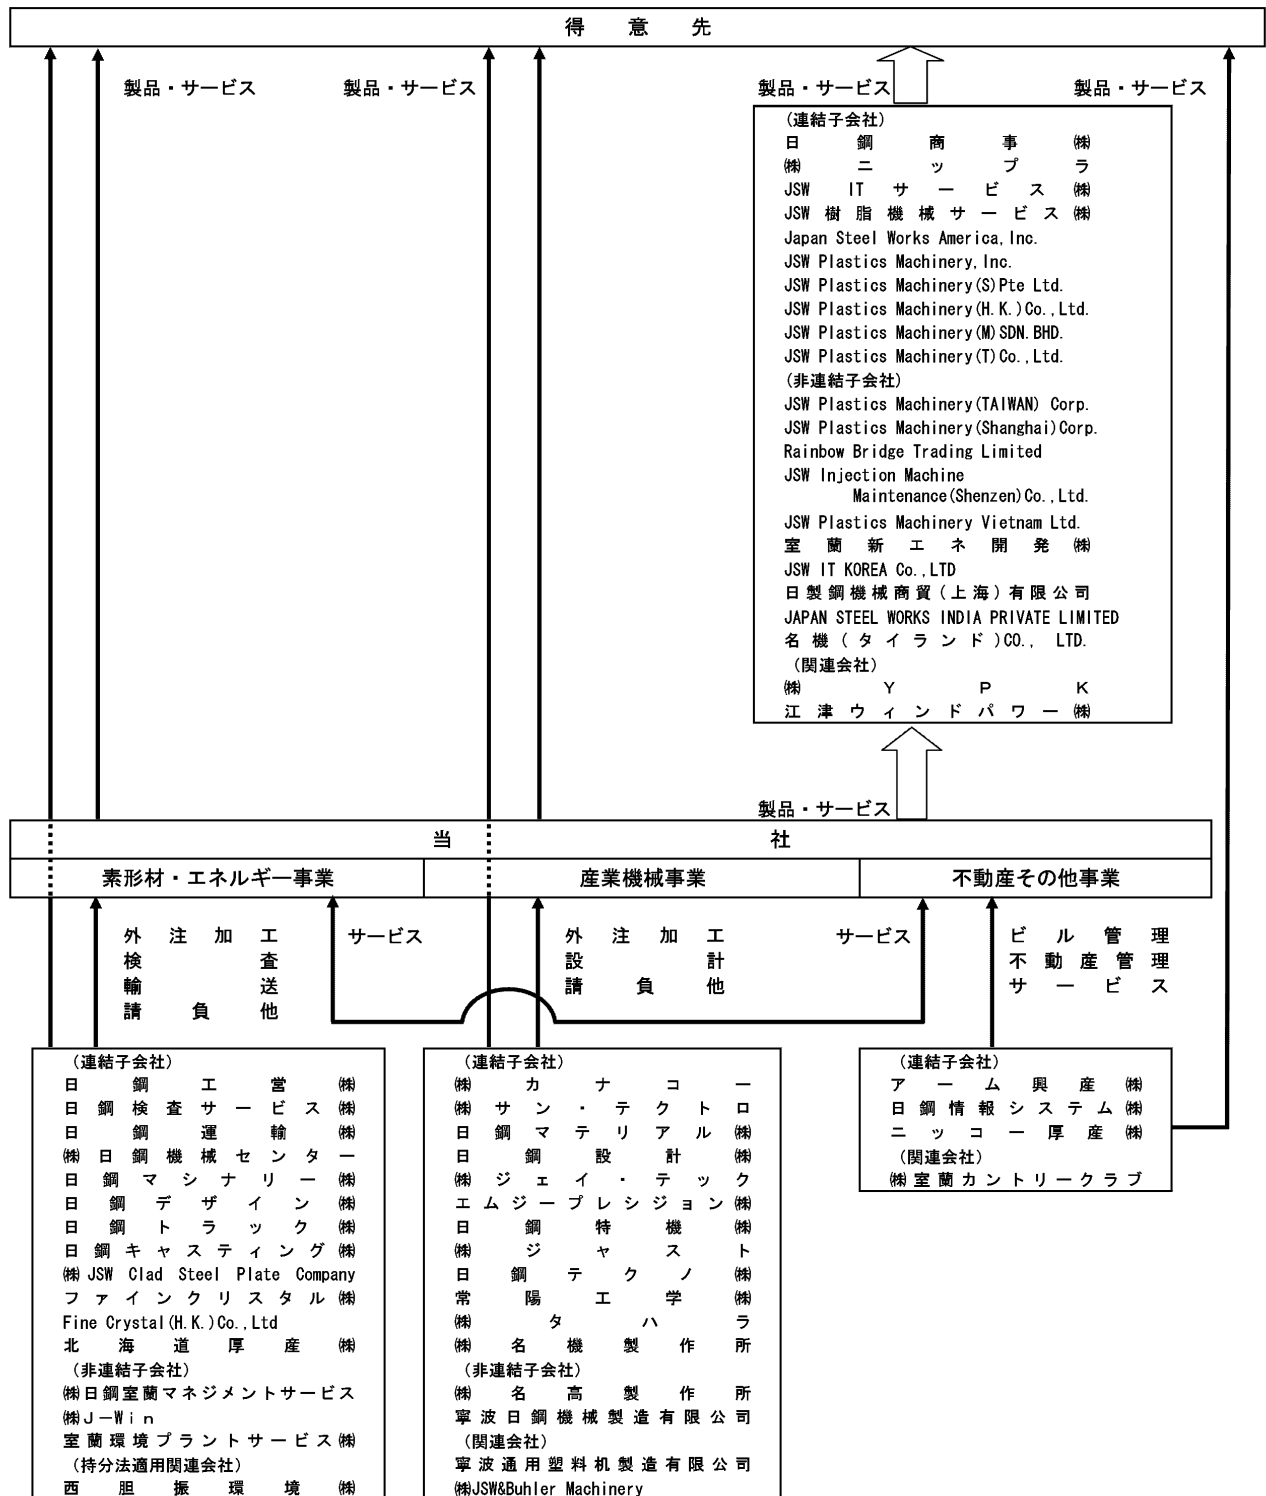 得意先
製品・サービス
製品・サービス
製品・サービス
製品・サービス
(連結子会社)
日鋼商事㈱
㈱ニップラ
JSW ITサービス㈱
JSW樹脂機械サービス㈱
Japan Steel Works America, Inc.
JSW Plastics Machinery, Inc.
JSW Plastics Machinery(S)Pte Ltd.
JSW Plastics Machinery(H.K.)Co.,Ltd.
JSW Plastics Machinery(M)SDN.BHD.
JSW Plastics Machinery(T)Co.,Ltd.
(非連結子会社)
JSW Plastics Machinery(TAIWAN) Corp.
JSW Plastics Machinery(Shanghai)Corp.
Rainbow Bridge Trading Limited
JSW Injection Machine
Maintenance(Shenzen)Co.,Ltd.
JSW Plastics Machinery Vietnam Ltd.
室蘭新エネ開発㈱
JSW IT KOREA Co.,LTD
日製鋼機械商貿(上海)有限公司
JAPAN STEEL WORKS INDIA PRIVATE LIMITED
名機(タイランド)CO., LTD.
(関連会社)
㈱YPK
江津ウィンドパワー㈱
製品・サービス
当社
素形材・エネルギー事業
産業機械事業
不動産その他事業
外注加工
検査
輸送
請負他
サービス
外注加工
設計
請負他
サービス
ビル管理
不動産管理
サービス
(連結子会社)
日鋼工営㈱
日鋼検査サービス㈱
日鋼運輸㈱
㈱日鋼機械センター
日鋼マシナリー㈱
日鋼デザイン㈱
日鋼トラック㈱
日鋼キャスティング㈱
㈱JSW Clad Steel Plate Company
ファインクリスタル㈱
Fine Crystal(H.K.)Co.,Ltd
北海道厚産㈱
(非連結子会社)
㈱日鋼室蘭マネジメントサービス
㈱J－Win
室蘭環境プラントサービス㈱
(持分法適用関連会社)
西胆振環境㈱
(連結子会社)
㈱カナコー
㈱サン・テクトロ
日鋼マテリアル㈱
日鋼設計㈱
㈱ジェイ・テック
エムジープレシジョン㈱
日鋼特機㈱
㈱ジャスト
日鋼テクノ㈱
常陽工学㈱
㈱タハラ
㈱名機製作所
(非連結子会社)
㈱名高製作所
寧波日鋼機械製造有限公司
(関連会社)
寧波通用塑料机製造有限公司
㈱JSW&Buhler Machinery
(連結子会社)
アーム興産㈱
日鋼情報システム㈱
ニッコー厚産㈱
(関連会社)
㈱室蘭カントリークラブ